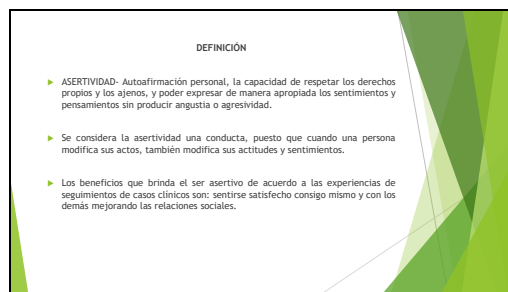 DEFINICIÓN
ASERTIVIDAD- Autoafirmación personal, la capacidad de respetar los derechos
propios y los ajenos, y poder expresar de manera apropiada los sentimientos y
pensamientos sin producir angustia o agresividad.
Se considera la asertividad una conducta, puesto que cuando una persona
modifica sus actos, también modifica sus actitudes y sentimientos.
Los beneficios que brinda el ser asertivo de acuerdo a las experiencias de
seguimientos de casos clínicos son: sentirse satisfecho consigo mismo y con los
demás mejorando las relaciones sociales.